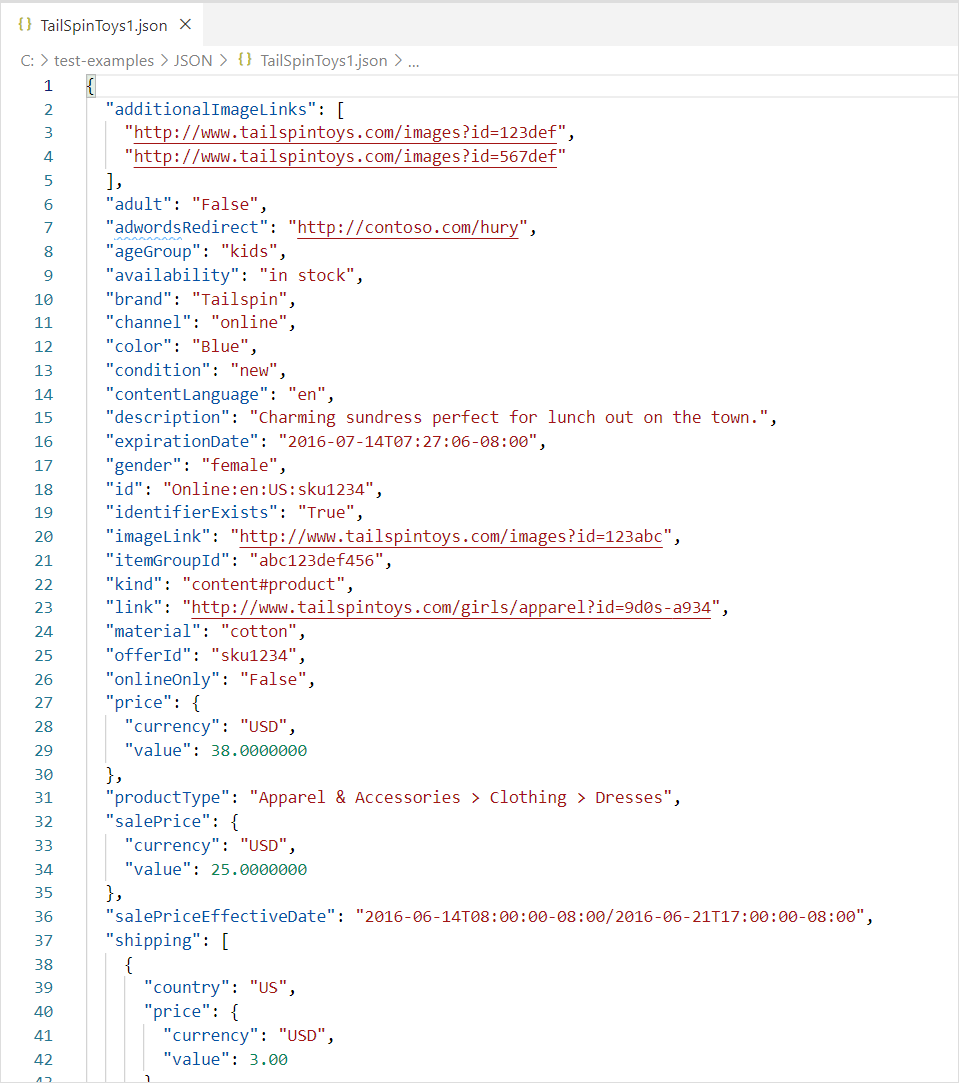 {} TailSpinToys1.json ×
C: > test-examples > JSON > {} TailSpinToys1.json > ...
1 {
2 "additionalImageLinks": [
3 "http://www.tailspintoys.com/images?id=123def",
4 "http://www.tailspintoys.com/images?id=567def"
5 ],
6 "adult": "False",
7 "adwordsRedirect": "http://contoso.com/hury",
8 "ageGroup": "kids",
9 "availability": "in stock",
10 "brand": "Tailspin",
11 "channel": "online",
12 "color": "Blue",
13 "condition": "new",
14 "contentLanguage": "en",
15 "description": "Charming sundress perfect for lunch out on the town.",
16 "expirationDate": "2016-07-14T07:27:06-08:00",
17 "gender": "female",
18 "id": "Online:en:US:sku1234",
19 "identifierExists": "True",
20 "imageLink": "http://www.tailspintoys.com/images?id=123abc",
21 "itemGroupId": "abc123def456",
22 "kind": "content#product",
23 "link": "http://www.tailspintoys.com/girls/apparel?id=9d0s-a934",
24 "material": "cotton",
25 "offerId": "sku1234",
26 "onlineOnly": "False",
27 "price": {
28 "currency": "USD",
29 "value": 38.0000000
30 },
31 "productType": "Apparel & Accessories > Clothing > Dresses",
32 "salePrice": {
33 "currency": "USD",
34 "value": 25.0000000
35 },
36 "salePriceEffectiveDate": "2016-06-14T08:00:00-08:00/2016-06-21T17:00:00-08:00",
37 "shipping": [
38 {
39 "country": "US",
40 "price": {
41 "currency": "USD",
42 "value": 3.00